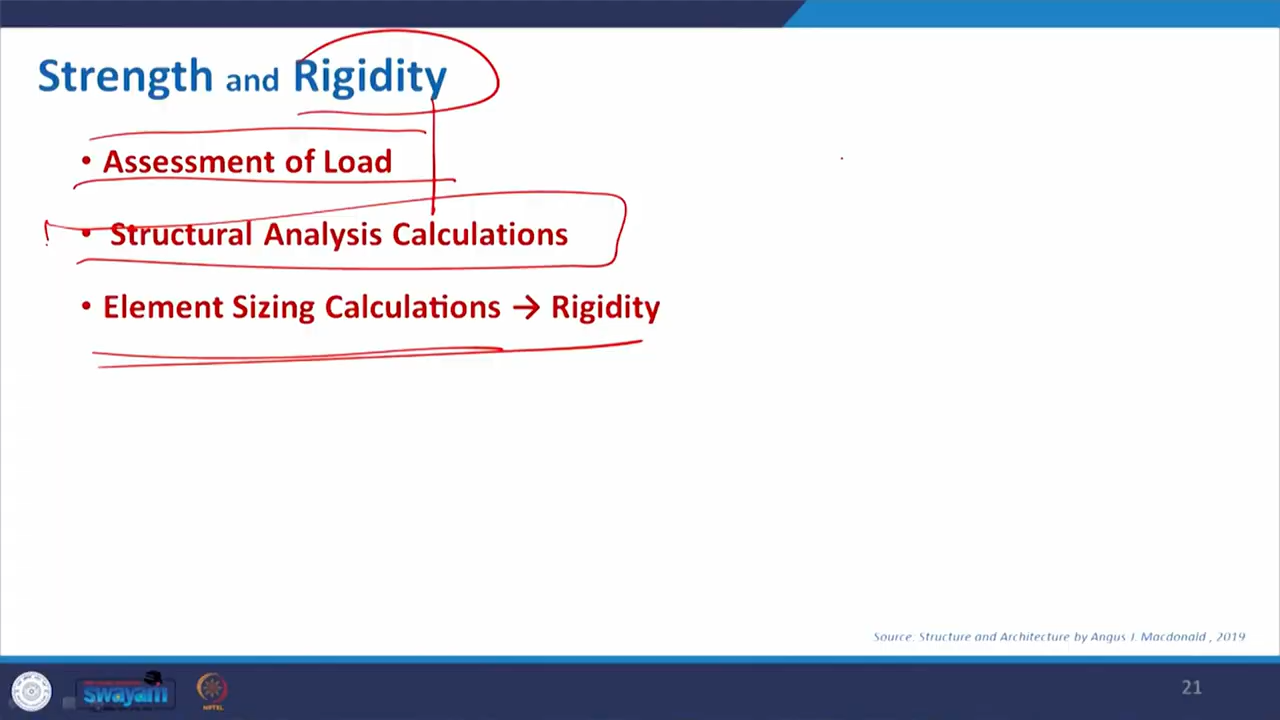 Strength and Rigidity
• Assessment of Load
• Structural Analysis Calculations
• Element Sizing Calculations → Rigidity
Source: Structure and Architecture by Angus J. Macdonald , 2019
swayam
NPTEL
21